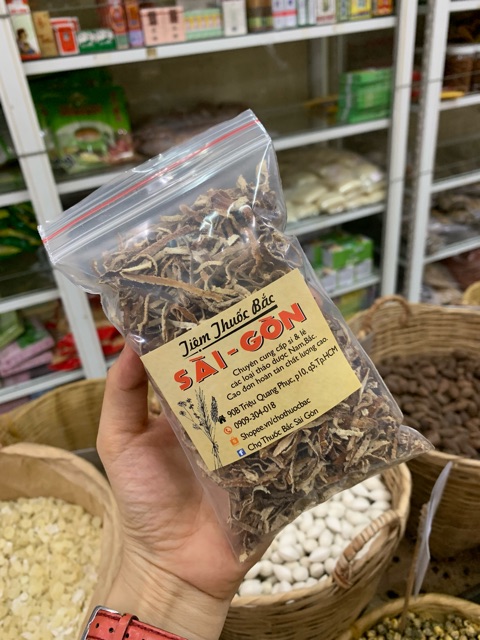 Tiệm Thuốc Bắc
SÀI-GÒN
Chuyên cung cấp sỉ & lẻ
các loại thảo dược Nam,Bắc
Cao đơn hoàn tán chất lượng cao.
90B Triệu Quang Phục,p10, q5,Tp,HCM
0909-304-018
Shopee.vn/chothuocbac
Chợ Thuốc Bắc Sài Gòn